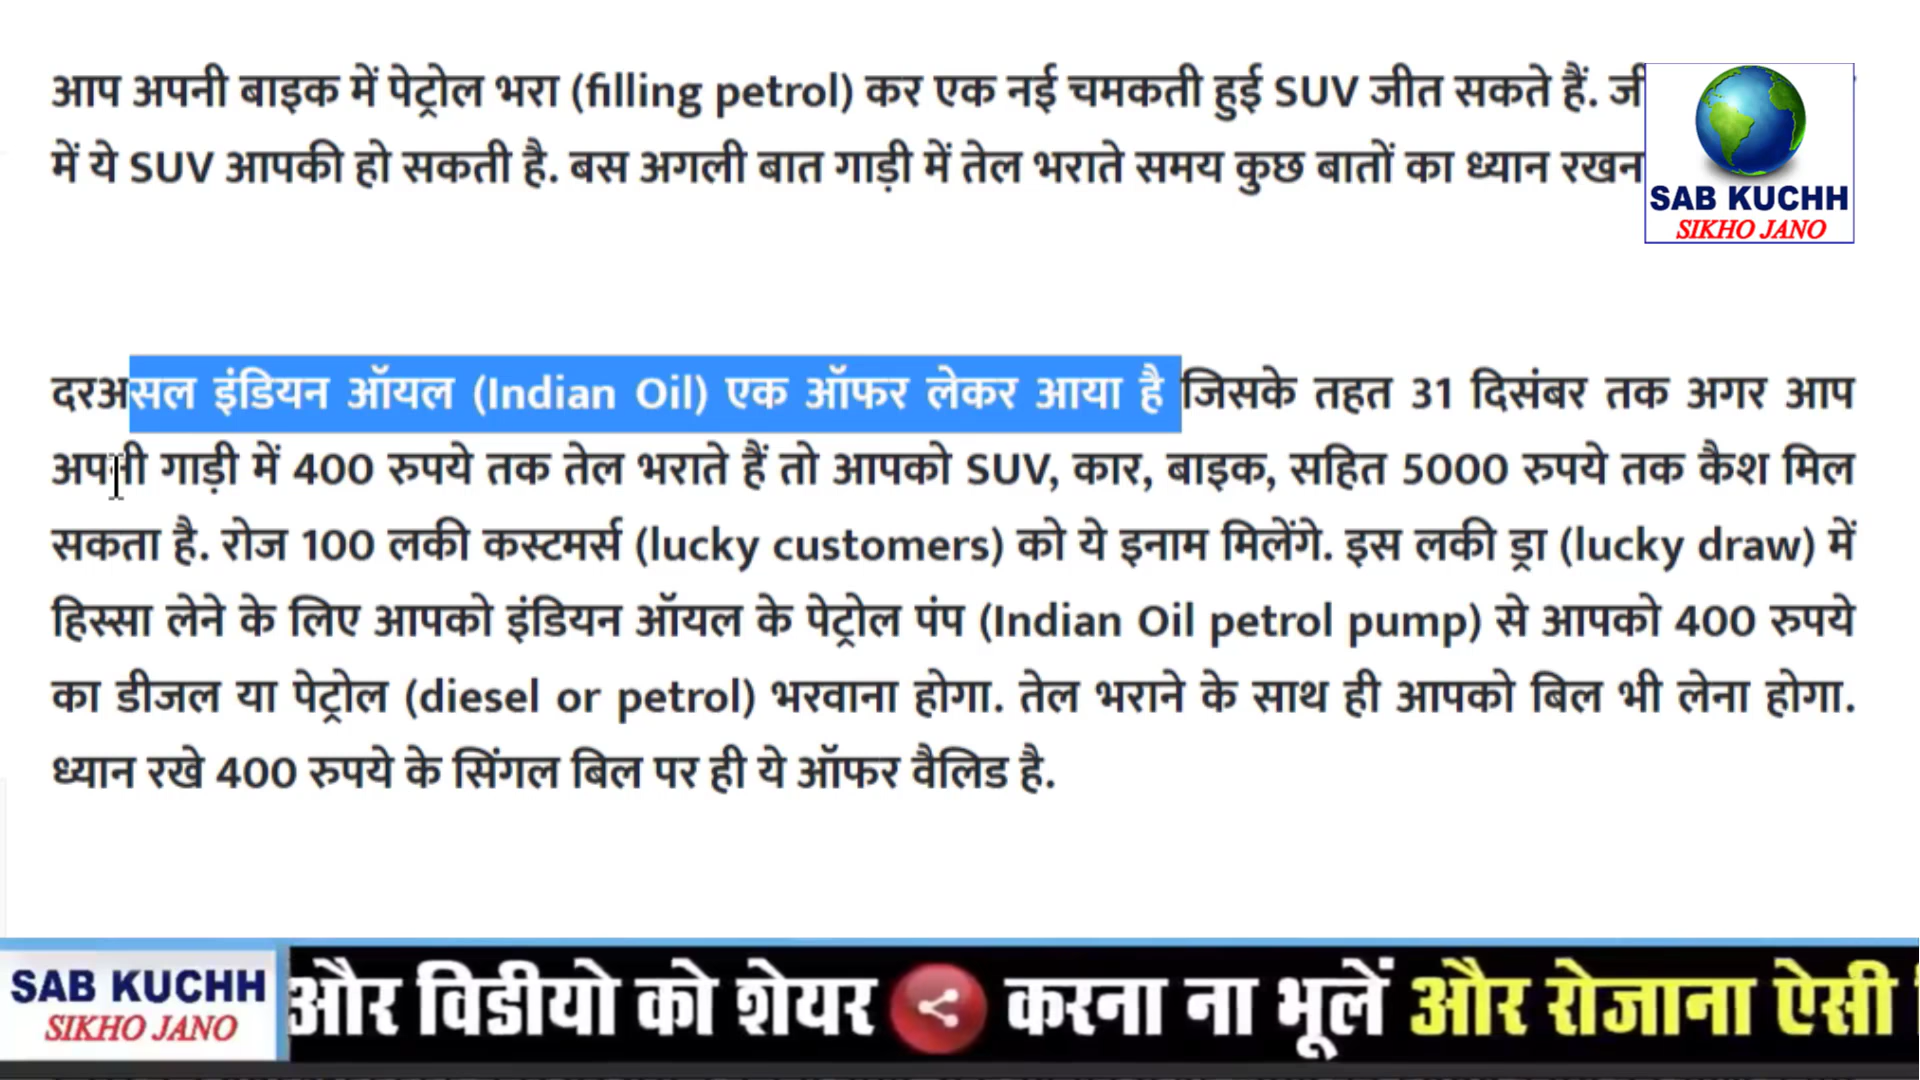 आप अपनी बाइक में पेट्रोल भरा (filling petrol) कर एक नई चमकती हुई SUV जीत सकते हैं.
में ये SUV आपकी हो सकती है. बस अगली बात गाड़ी में तेल भराते समय कुछ बातों का ध्यान
SAB KUCHH
SIKHO JANO
दरअसल इंडियन ऑयल (Indian Oil) एक ऑफर लेकर आया है जिसके तहत 31 दिसंबर तक अगर आप
अपनी गाड़ी में 400 रुपये तक तेल भराते हैं तो आपको SUV, कार, बाइक, सहित 5000 रुपये तक कैश मिल
सकता है. रोज 100 लकी कस्टमर्स (lucky customers) को ये इनाम मिलेंगे. इस लकी ड्रा (lucky draw) में
हिस्सा लेने के लिए आपको इंडियन ऑयल के पेट्रोल पंप (Indian Oil petrol pump) से आपको 400 रुपये
का डीजल या पेट्रोल (diesel or petrol) भरवाना होगा. तेल भराने के साथ ही आपको बिल भी लेना होगा.
ध्यान रखे 400 रुपये के सिंगल बिल पर ही ये ऑफर वैलिड है.
SAB KUCHH
SIKHO JANO
और विडीयो को शेयर करना ना भूलें और रोजाना ऐसी